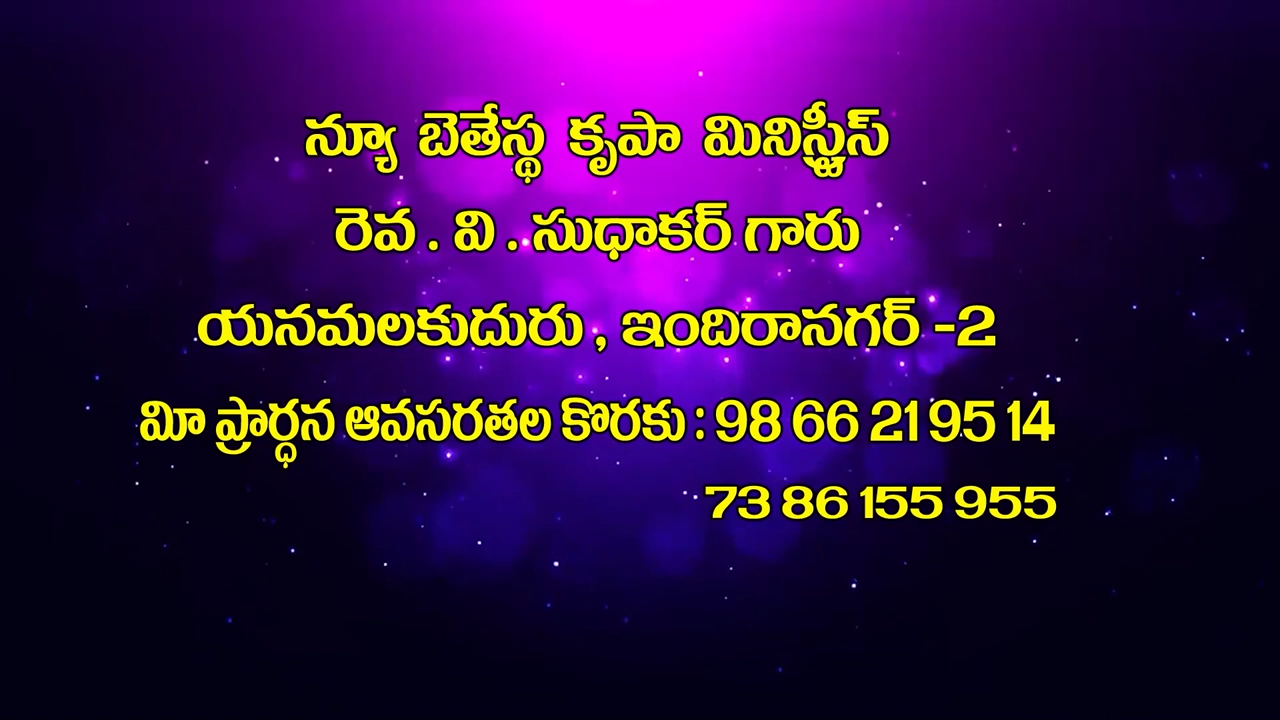 న్యూ బెతేస్థ కృపా మినిస్ట్రీస్
రెవ . వి . సుధాకర్ గారు
యనమలకుదురు , ఇందిరానగర్ -2
మీ ప్రార్ధన ఆవసరతల కొరకు : 98 66 21 95 14
73 86 155 955